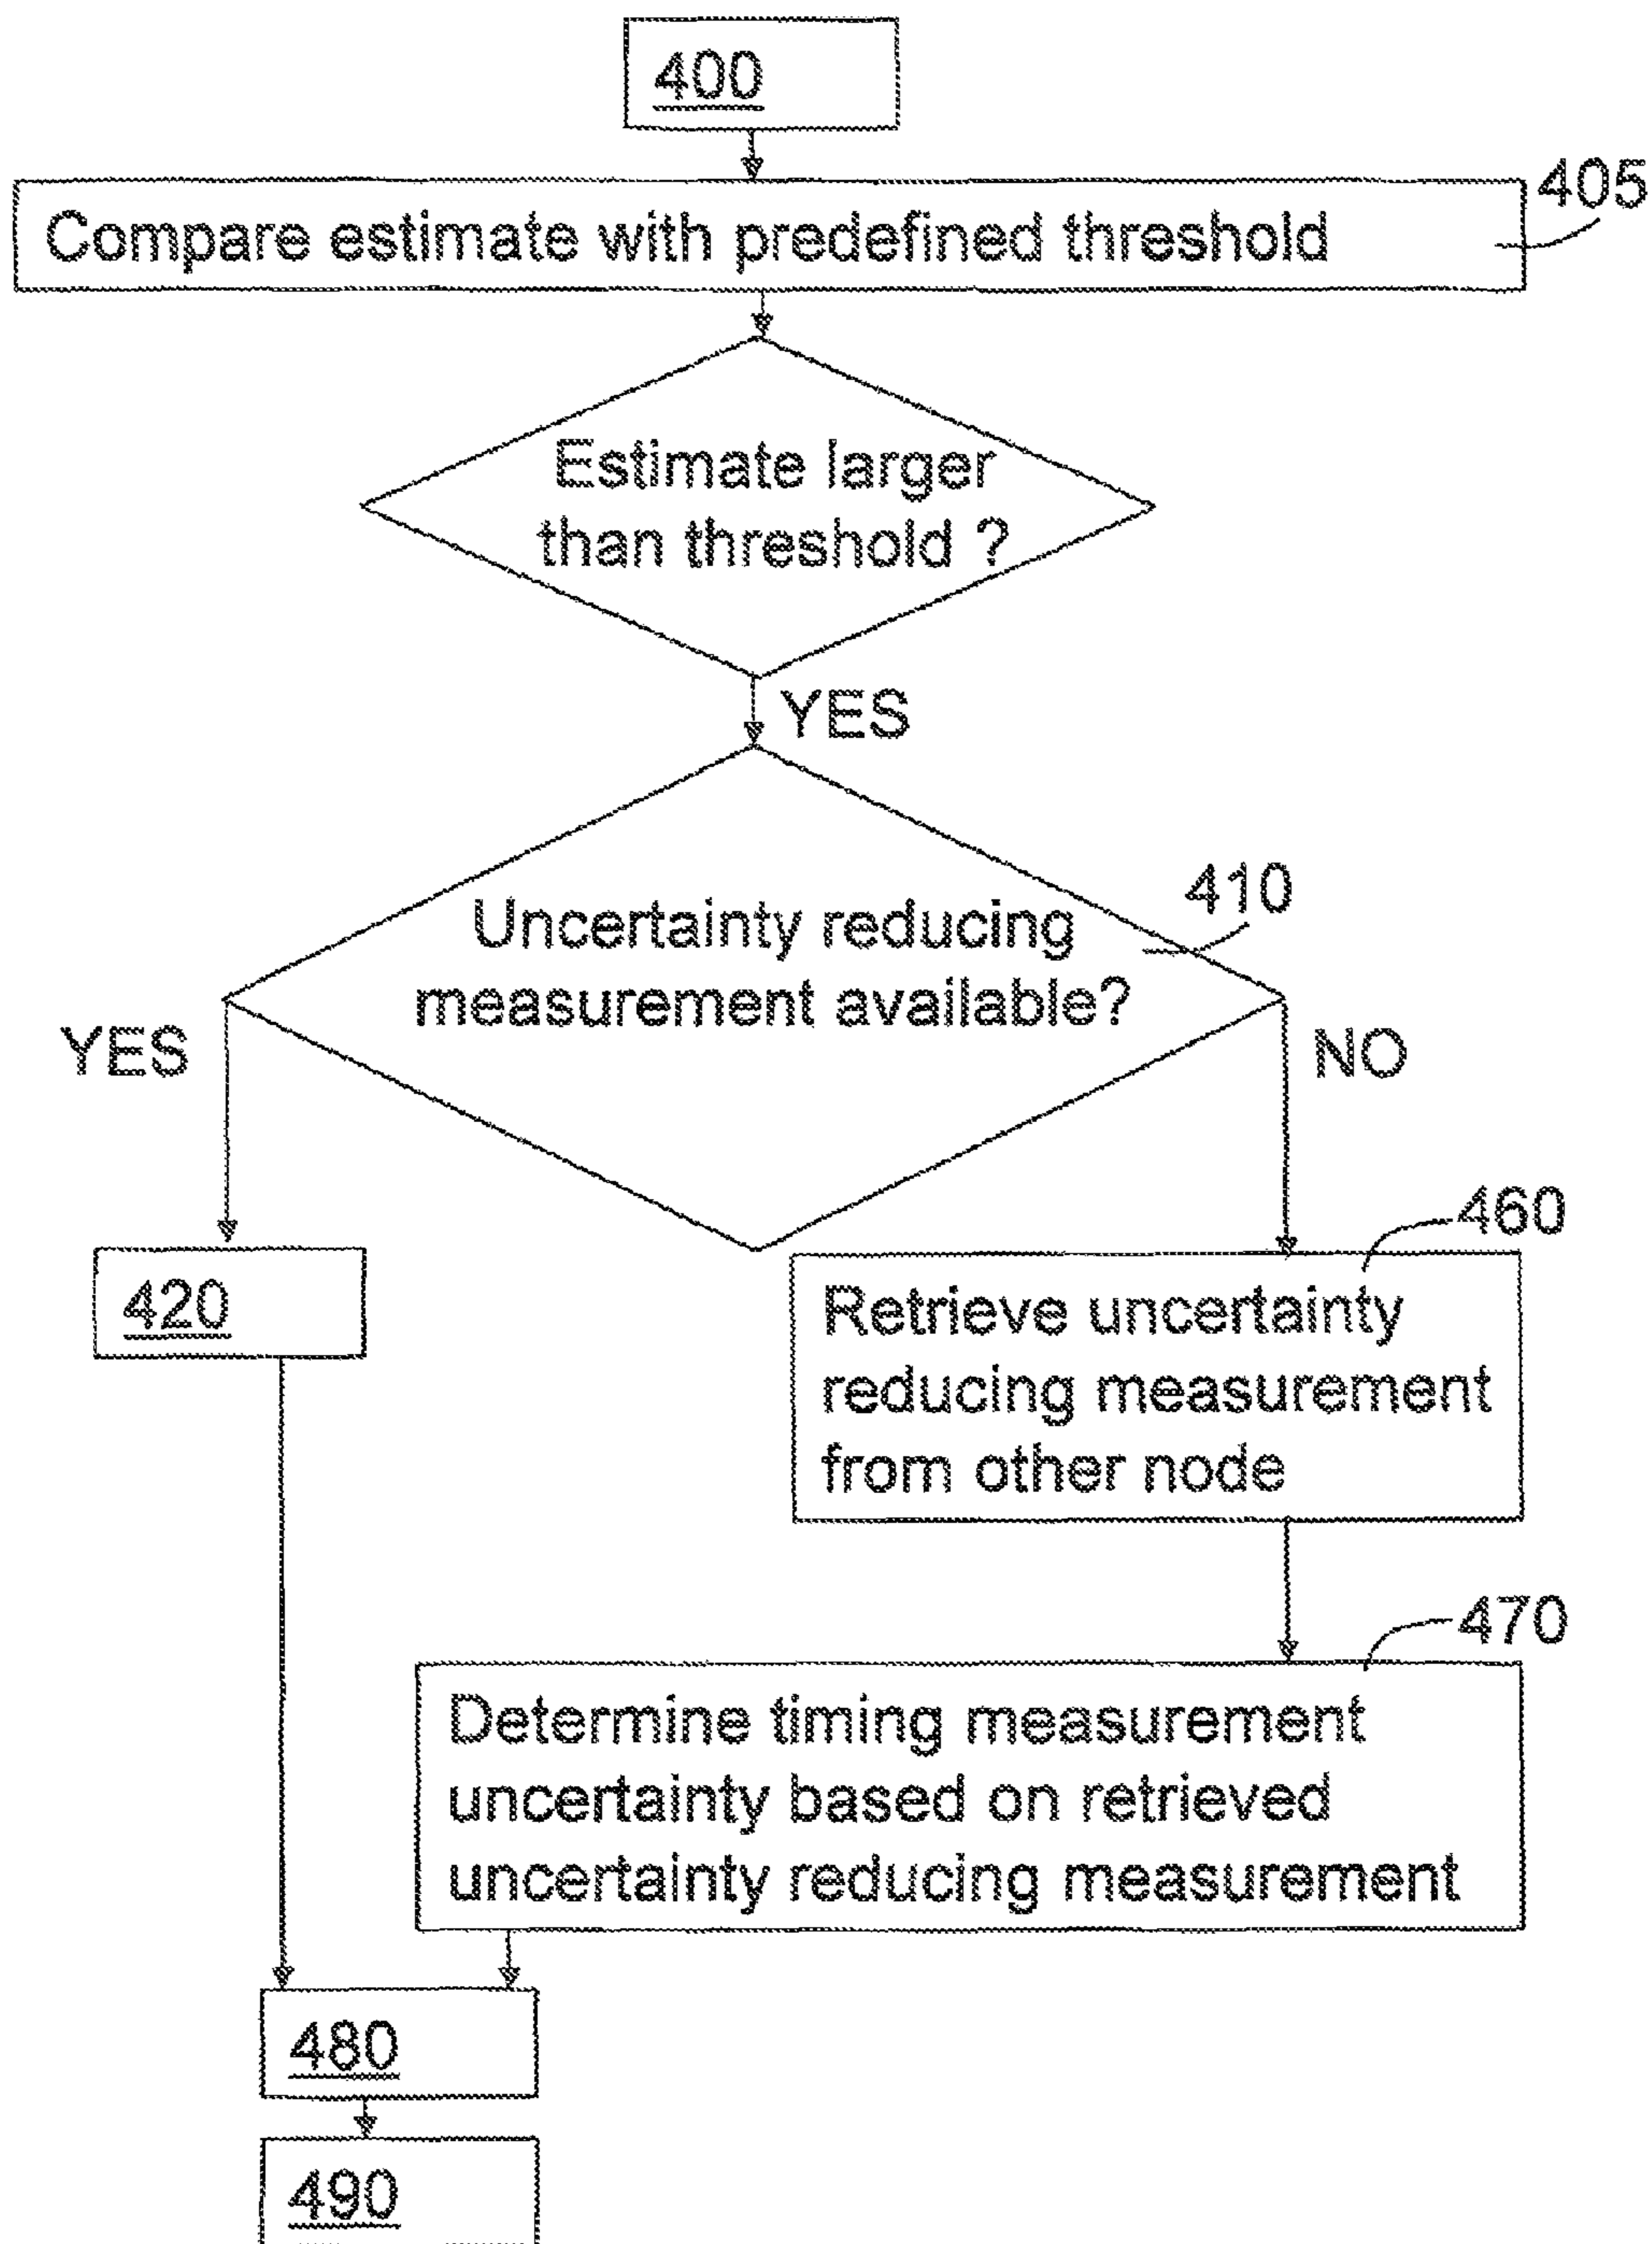 400
405
Compare estimate with predefined threshold
Estimate larger
than threshold ?
YES
410
Uncertainty reducing
measurement available?
YES
NO
460
420
Retrieve uncertainty
reducing measurement
from other node
470
Determine timing measurement
uncertainty based on retrieved
uncertainty reducing measurement
480
490